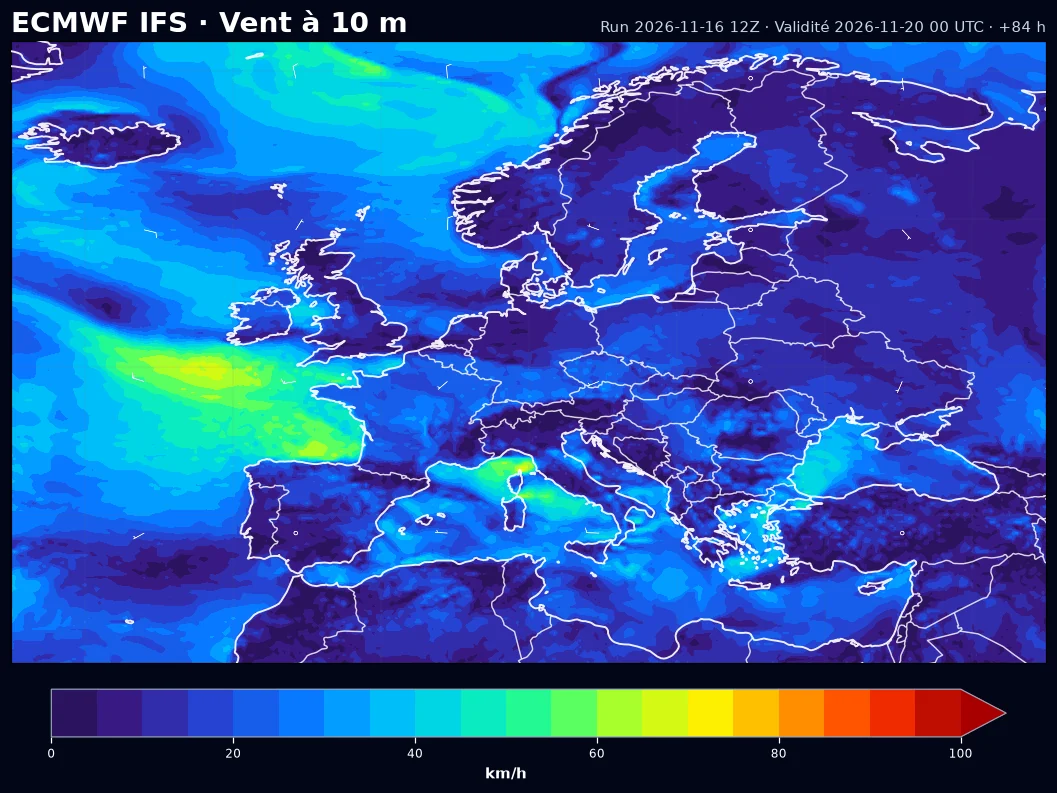 ECMWF IFS · Vent à 10 m
Run 2026-11-16 12Z · Validité 2026-11-20 00 UTC · +84 h
0 20 40 60 80 100
km/h